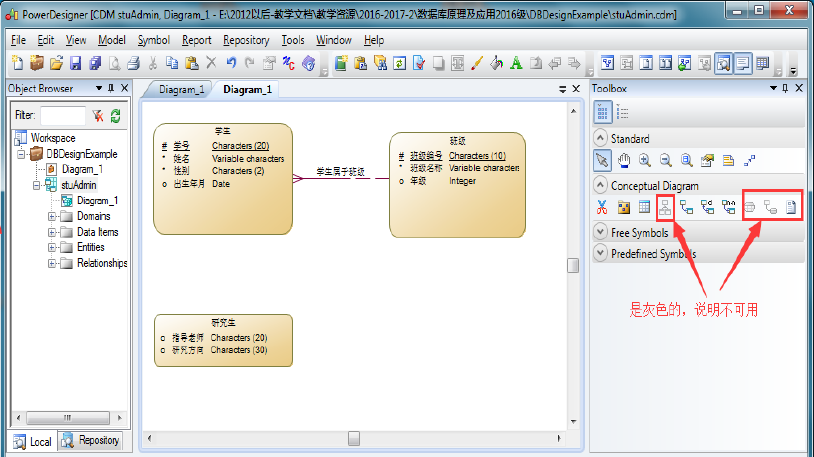 PowerDesigner [CDM stuAdmin, Diagram_1 - E:\2012以后-教学文档\教学资源\2016-2017-2\数据库原理及应用2016级\DBDesignExample\stuAdmin.cdm]
File Edit View Model Symbol Report Repository Tools Window Help
Object Browser
Filter:
Workspace
DBDesignExample
Diagram_1
stuAdmin
Diagram_1
Domains
Data Items
Entities
Relationships
Local Repository
Diagram_1 Diagram_1
学生
# 学号 Characters (20)
* 姓名 Variable characters
* 性别 Characters (2)
o 出生年月 Date
学生属于班级
班级
# 班级编号 Characters (10)
* 班级名称 Variable characters
o 年级 Integer
研究生
o 指导老师 Characters (20)
o 研究方向 Characters (30)
Toolbox
Standard
Conceptual Diagram
Free Symbols
Predefined Symbols
是灰色的，说明不可用